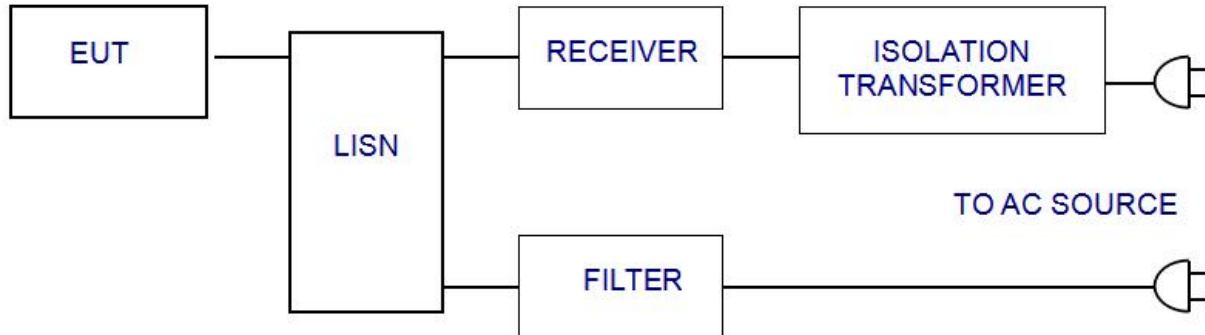 EUT
LISN
RECEIVER
ISOLATION
TRANSFORMER
TO AC SOURCE
FILTER